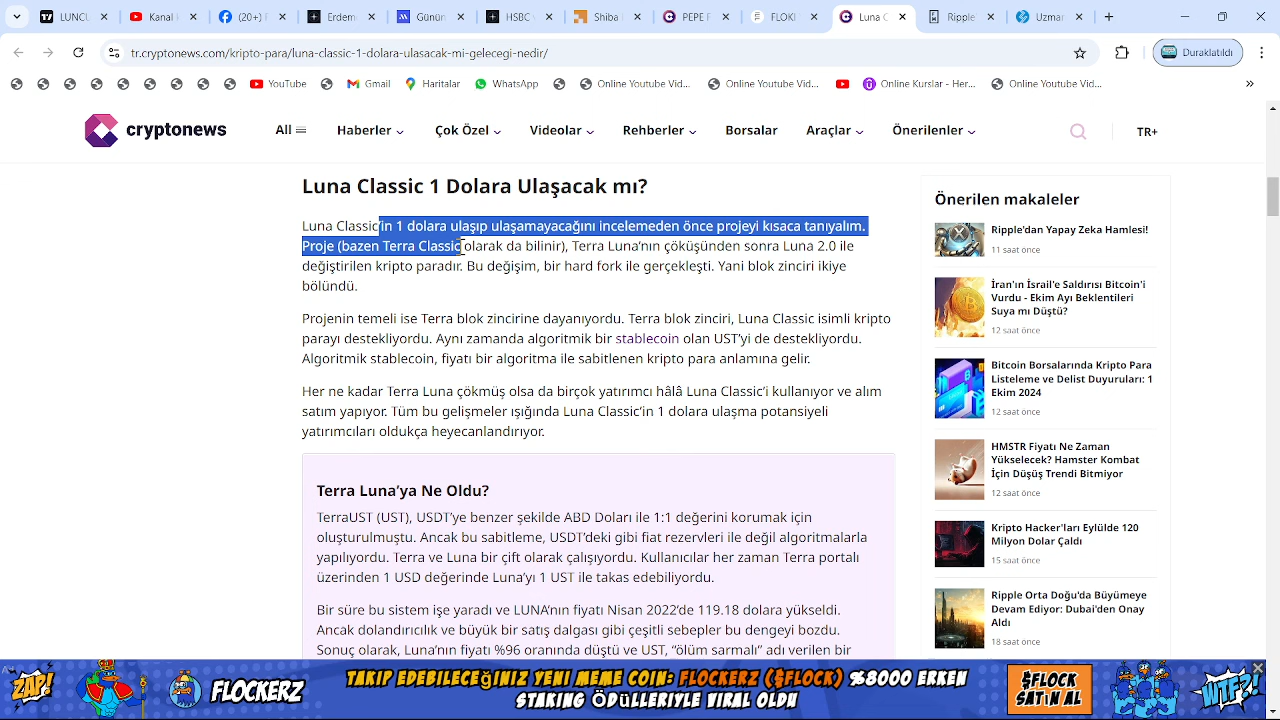 LUNC
Kanal
(20+) F
Erden
Günün
HSBC
Shiba
PEPE F
FLOKI
Luna C
Uzmar
tr.cryptonews.com/kripto-para/luna-classic-1-dolara-ulasacak-mi-gelecegi-nedir/
Duraklatıldı
YouTube
Gmail
Haritalar
WhatsApp
Online YouTube Vid...
Online YouTube Vid...
Online Kurslar - Her...
Online YouTube Vid...
cryptonews
All
Haberler
Çok Özel
Videolar
Rehberler
Borsalar
Araçlar
Önerilenler
TR+
Luna Classic 1 Dolara Ulaşacak mı?
Luna Classic'in 1 dolara ulaşıp ulaşamayacağını incelemeden önce projeyi kısaca tanıyalım.
Proje (bazen Terra Classic olarak da bilinir), Terra Luna’nın çöküşünden sonra Luna 2.0 ile
değiştirilen kripto paradır. Bu değişim, bir hard fork ile gerçekleşti. Yani blok zinciri ikiye
bölündü.
Projenin temeli ise Terra blok zincirine dayanıyordu. Terra blok zinciri, Luna Classic isimli kripto
parayı destekliyordu. Aynı zamanda algoritmik bir stablecoin olan UST’yi de destekliyordu.
Algoritmik stablecoin, fiyatı bir algoritma ile sabitlenen kripto para anlamına gelir.
Her ne kadar Terra Luna çökmüş olsa da birçok yatırımcı hâlâ Luna Classic’i kullanıyor ve alım
satım yapıyor. Tüm bu gelişmeler ışığında Luna Classic’in 1 dolara ulaşma potansiyeli
yatırımcıları oldukça heyecanlandırıyor.
Terra Luna’ya Ne Oldu?
TerraUST (UST), USDT’ye benzer şekilde ABD Doları ile 1:1 değerini korumak için
oluşturulmuştu. Ancak bu sabitleme, USDT’deki gibi fiat rezervleri ile değil algoritmalarla
yapılıyordu. Terra ve Luna bir çift olarak çalışıyordu. Kullanıcılar her zaman Terra portalı
üzerinden 1 USD değerinde Luna’yı 1 UST ile takas edebiliyordu.
Bir süre bu sistem işe yaradı ve LUNA’nın fiyatı Nisan 2022’de 119.18 dolara yükseldi.
Ancak dolandırıcılık ve büyük bir satış dalgası gibi çeşitli sebepler bu dengeyi bozdu.
Sonuç olarak, Luna’nın fiyatı %96 oranında düştü ve UST, “ölüm sarmalı” adı verilen bir
Önerilen makaleler
Ripple’dan Yapay Zeka Hamlesi!
11 saat önce
İran'ın İsrail'e Saldırısı Bitcoin'i
Vurdu - Ekim Ayı Beklentileri
Suya mı Düştü?
12 saat önce
Bitcoin Borsalarında Kripto Para
Listeleme ve Delist Duyuruları: 1
Ekim 2024
12 saat önce
HMSTR Fiyatı Ne Zaman
Yükselecek? Hamster Kombat
İçin Düşüş Trendi Bitmiyor
12 saat önce
Kripto Hacker'ları Eylülde 120
Milyon Dolar Çaldı
15 saat önce
Ripple Orta Doğu'da Büyümeye
Devam Ediyor: Dubai'den Onay
Aldı
18 saat önce
ZAP!
FLOCKERZ
TAKIP EDEBILECEĞINIZ YENI MEME COIN: FLOCKERZ ($FLOCK) %8000 ERKEN
STAKING ÖDÜLLERIYLE VIRAL OLDU
$FLOCK
SATIN AL
WTF?!